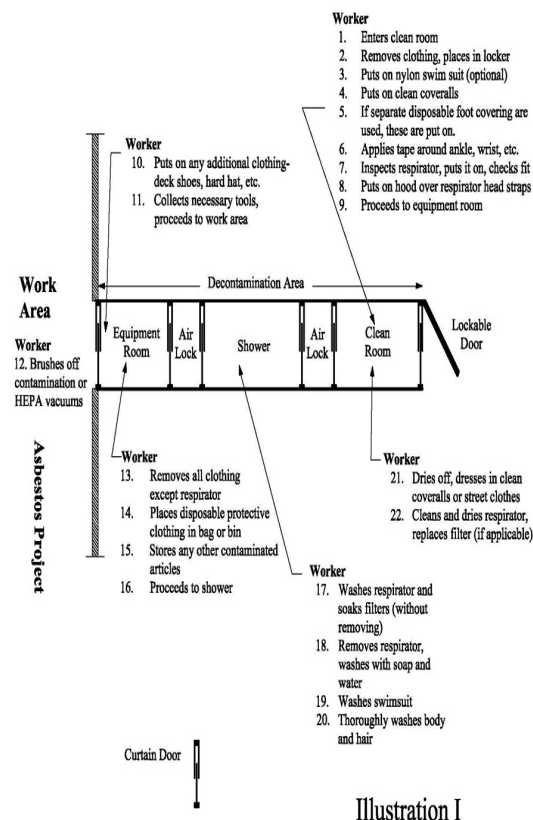 Worker
1. Enters clean room
2. Removes clothing, places in locker
3. Puts on nylon swim suit (optional)
4. Puts on clean coveralls
5. If separate disposable foot covering are
used, these are put on.
6. Applies tape around ankle, wrist, etc.
7. Inspects respirator, puts it on, checks fit
8. Puts on hood over respirator head straps
9. Proceeds to equipment room
Worker
10. Puts on any additional clothing-
deck shoes, hard hat, etc.
11. Collects necessary tools,
proceeds to work area
Work
Area
Decontamination Area
Equipment
Room
Air
Lock
Shower
Air
Lock
Clean
Room
Lockable
Door
Worker
12. Brushes off
contamination or
HEPA vacuums
Asbestos Project
Worker
13. Removes all clothing
except respirator
14. Places disposable protective
clothing in bag or bin
15. Stores any other contaminated
articles
16. Proceeds to shower
Worker
21. Dries off, dresses in clean
coveralls or street clothes
22. Cleans and dries respirator,
replaces filter (if applicable)
Worker
17. Washes respirator and
soaks filters (without
removing)
18. Removes respirator,
washes with soap and
water
19. Washes swimsuit
20. Thoroughly washes body
and hair
Curtain Door
Illustration I